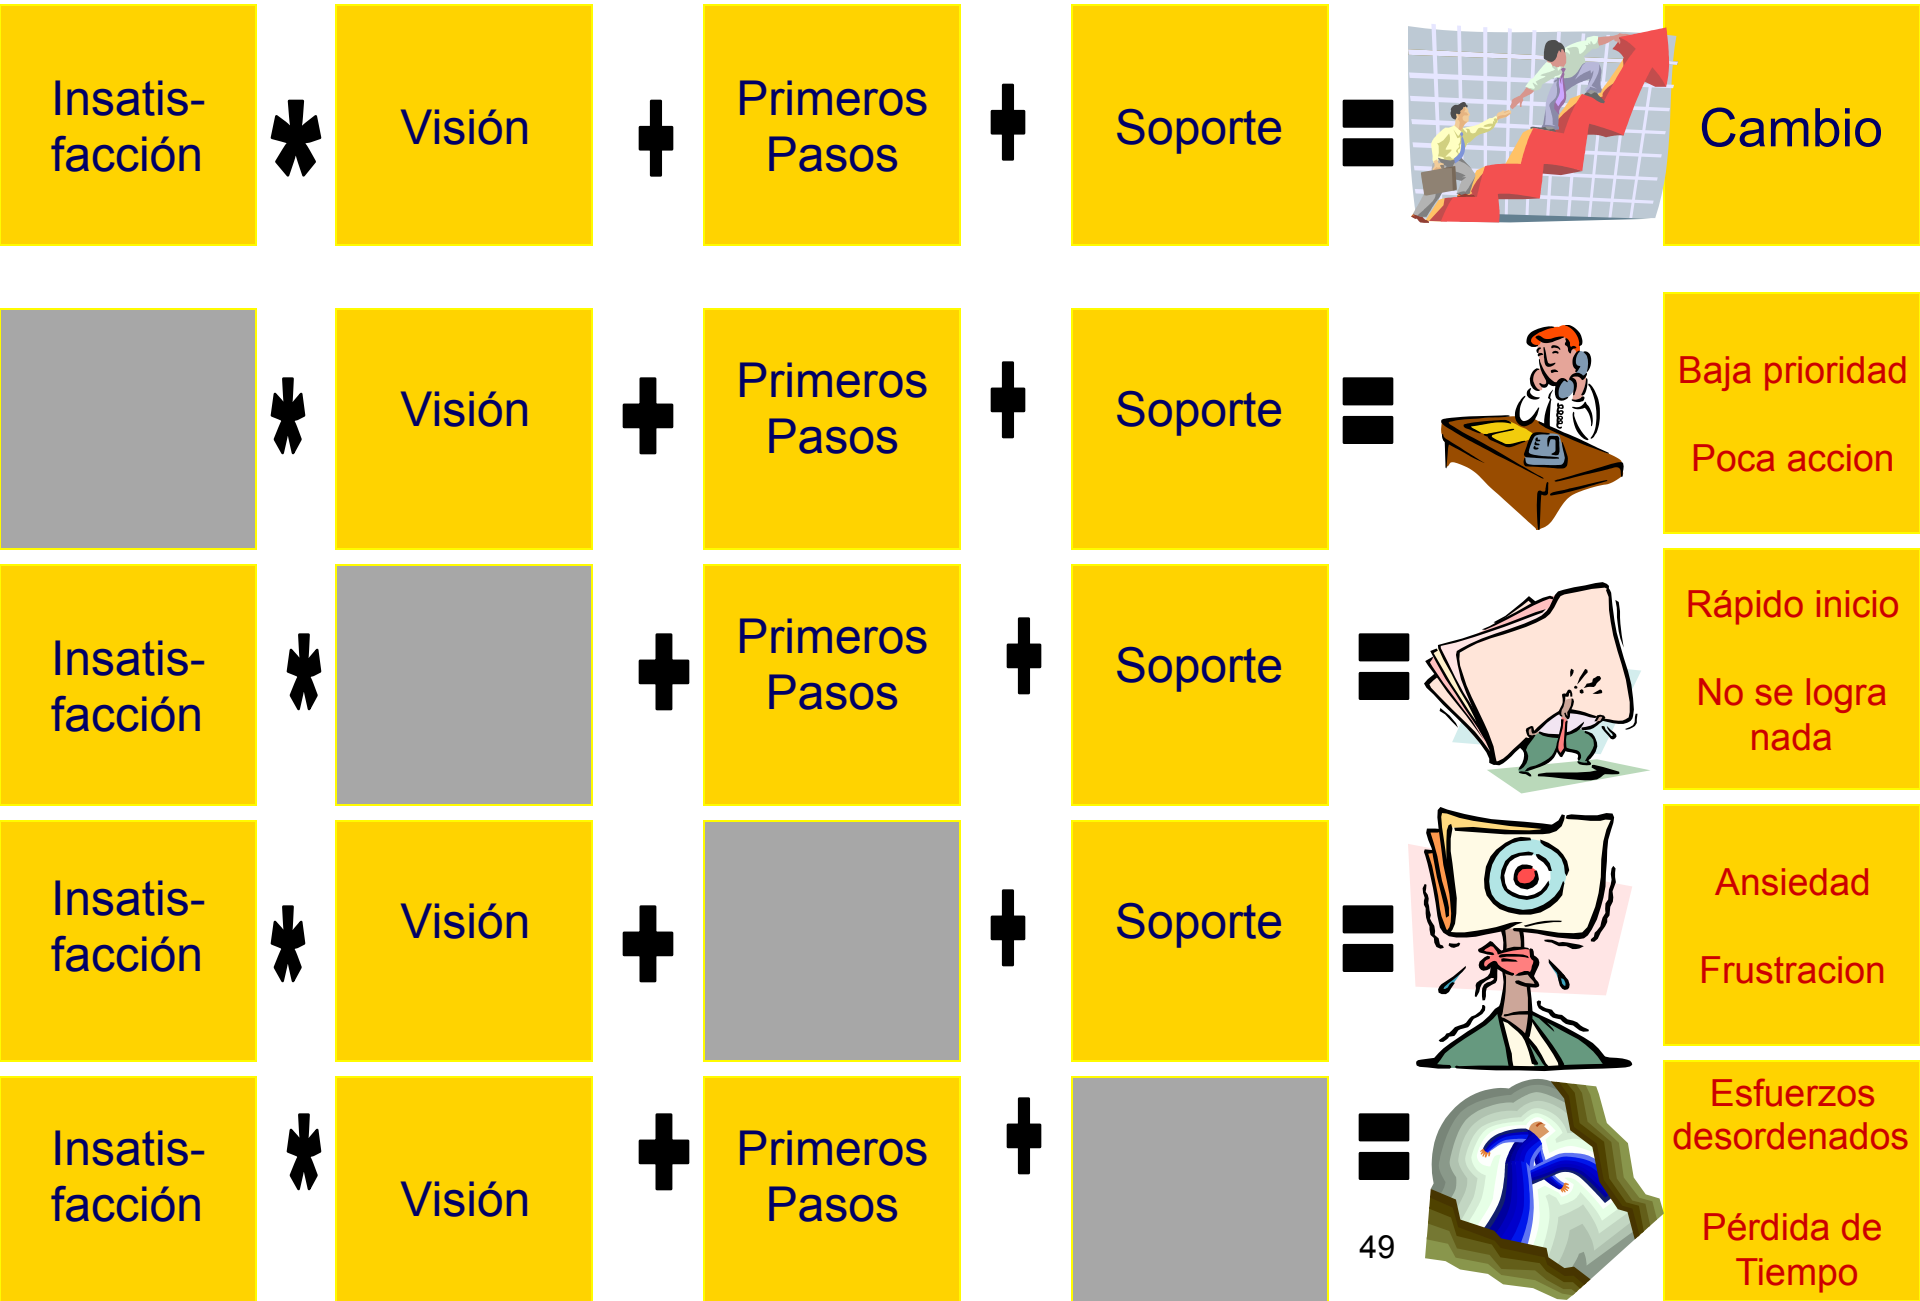 Insatis-
facción
*
Visión
+
Primeros
Pasos
+
Soporte
=
Cambio
*
Visión
+
Primeros
Pasos
+
Soporte
=
Baja prioridad
Poca accion
Insatis-
facción
*
+
Primeros
Pasos
+
Soporte
=
Rápido inicio
No se logra
nada
Insatis-
facción
*
Visión
+
+
Soporte
=
Ansiedad
Frustracion
Insatis-
facción
*
Visión
+
Primeros
Pasos
+
=
Esfuerzos
desordenados
Pérdida de
Tiempo
49